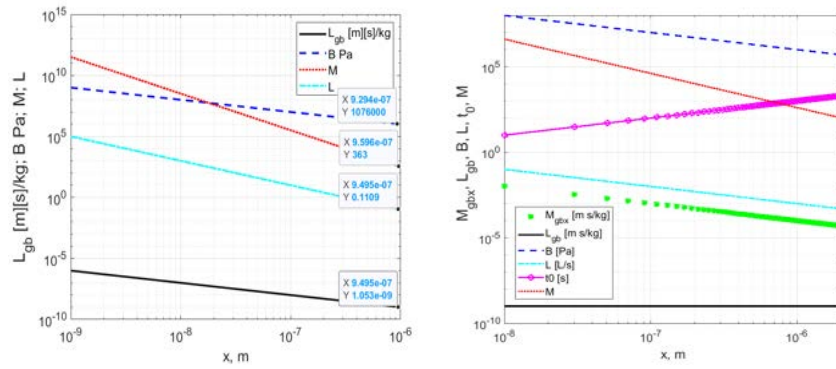 L_gb [m][s]/kg; B Pa; M; L
10^15
10^10
10^5
10^0
10^-5
10^-10
L_gb [m][s]/kg
B Pa
M
L
X 9.294e-07
Y 1076000
X 9.596e-07
Y 363
X 9.495e-07
Y 0.1109
X 9.495e-07
Y 1.053e-09
10^-9
10^-8
10^-7
10^-6
x, m
M_gbx, L_gb, B, L, t_0, M
10^5
10^0
10^-5
10^-10
M_gbx [m s/kg]
L_gb [m s/kg]
B [Pa]
L [L/s]
t0 [s]
M
10^-8
10^-7
10^-6
x, m